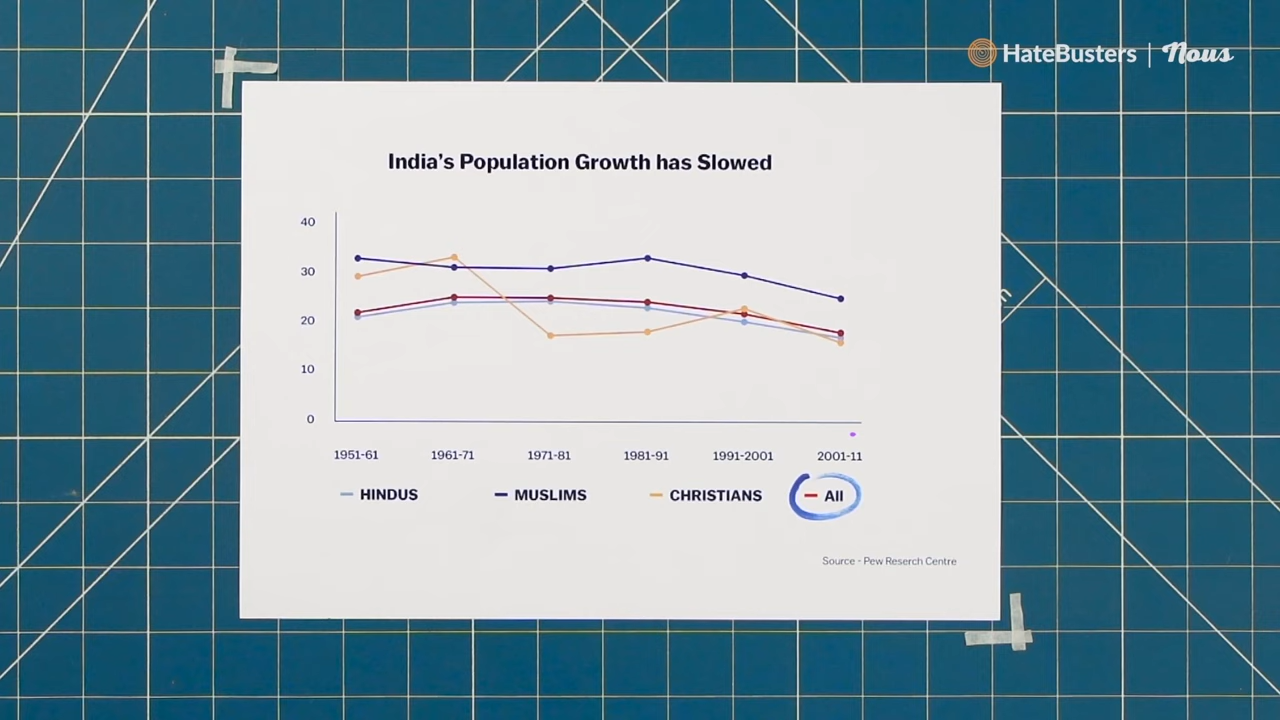 HateBusters | Nous
India's Population Growth has Slowed
40
30
20
10
0
1951-61 1961-71 1971-81 1981-91 1991-2001 2001-11
HINDUS MUSLIMS CHRISTIANS All
Source - Pew Reserch Centre